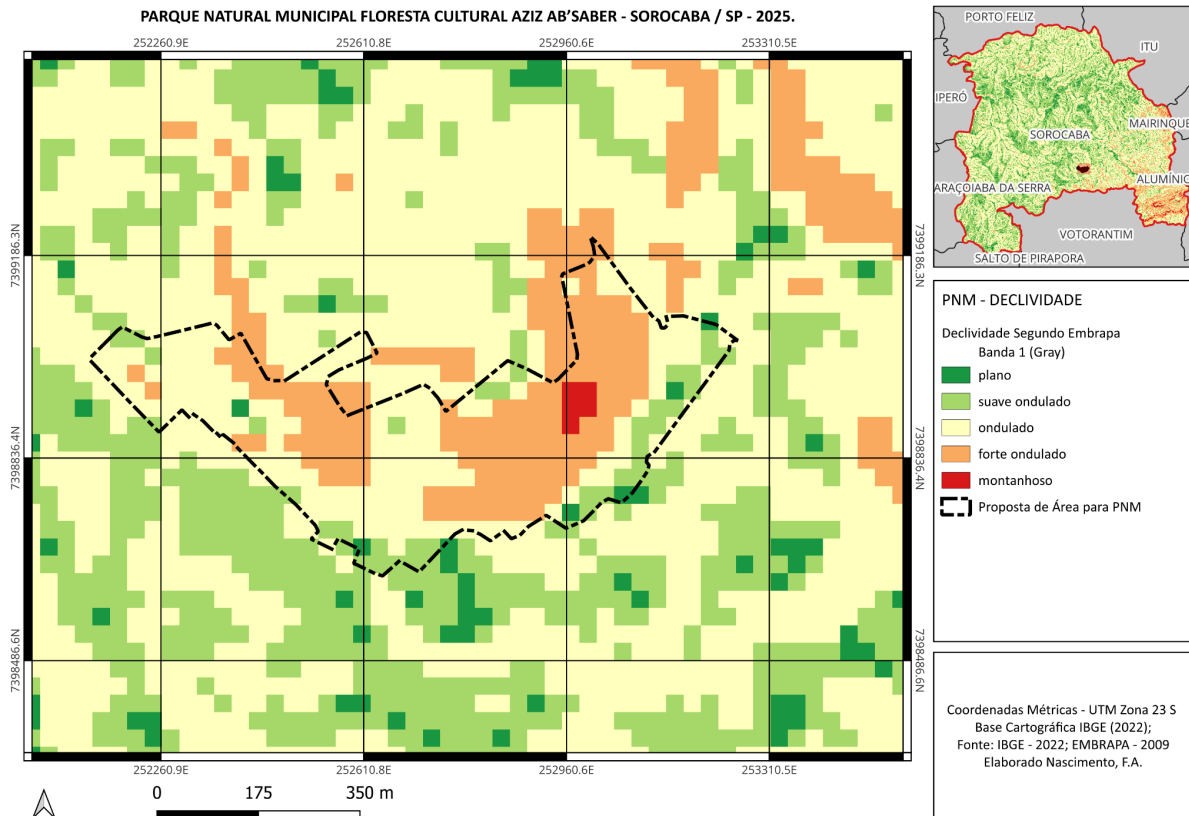 PARQUE NATURAL MUNICIPAL FLORESTA CULTURAL AZIZ AB'SABER - SOROCABA / SP - 2025.
252260.9E 252610.8E 252960.6E 253310.5E
7399186.3N 7399186.3N
7398836.4N 7398836.4N
7398486.6N 7398486.6N
252260.9E 252610.8E 252960.6E 253310.5E
0 175 350 m
PORTO FELIZ
ITU
IPERÓ
MAIRINQUE
SOROCABA
ALUMÍNIO
ARAÇOIABA DA SERRA
VOTORANTIM
SALTO DE PIRAPORA
PNM - DECLIVIDADE
Declividade Segundo Embrapa
Banda 1 (Gray)
plano
suave ondulado
ondulado
forte ondulado
montanhoso
Proposta de Área para PNM
Coordenadas Métricas - UTM Zona 23 S
Base Cartográfica IBGE (2022);
Fonte: IBGE - 2022; EMBRAPA - 2009
Elaborado Nascimento, F.A.